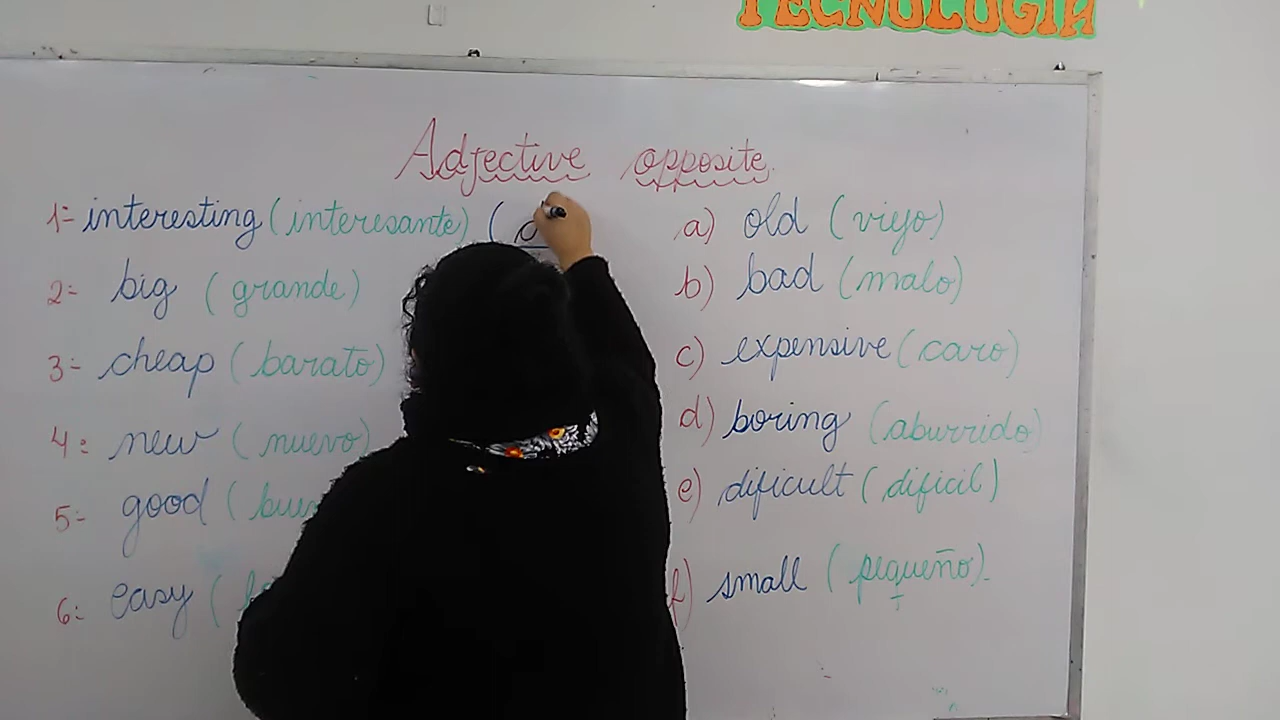 TECNOLOGIA
Adjective opposite
1= interesting (interesante) (d a) old (viejo)
2- big (grande) b) bad (malo)
3- cheap (barato) c) expensive (caro)
4= new (nuevo) d) boring (aburrido)
5- good ( e) dificult (dificil)
6= easy ( f) small (pequeño).